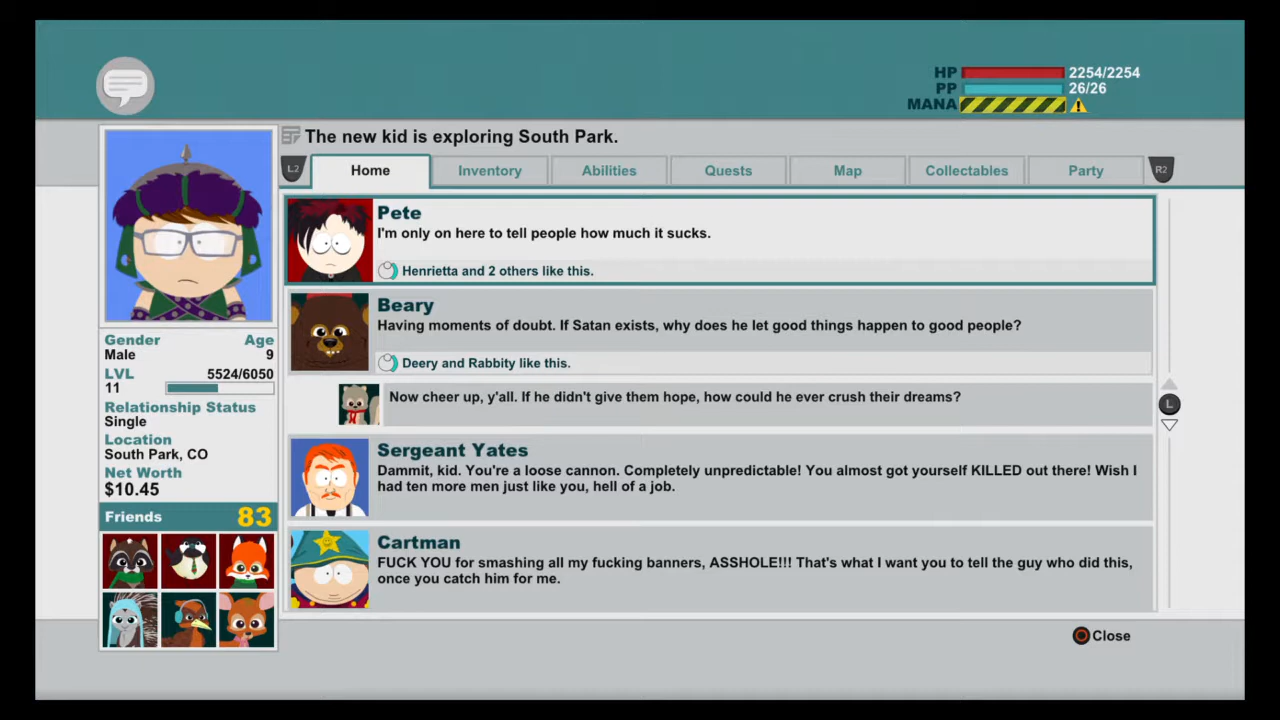 HP 2254/2254
PP 26/26
MANA
The new kid is exploring South Park.
L2 Home Inventory Abilities Quests Map Collectables Party R2
Gender Age
Male 9
LVL 5524/6050
11
Relationship Status
Single
Location
South Park, CO
Net Worth
$10.45
Friends 83
Pete
I'm only on here to tell people how much it sucks.
Henrietta and 2 others like this.
Beary
Having moments of doubt. If Satan exists, why does he let good things happen to good people?
Deery and Rabbity like this.
Now cheer up, y'all. If he didn't give them hope, how could he ever crush their dreams?
Sergeant Yates
Dammit, kid. You're a loose cannon. Completely unpredictable! You almost got yourself KILLED out there! Wish I
had ten more men just like you, hell of a job.
Cartman
FUCK YOU for smashing all my fucking banners, ASSHOLE!!! That's what I want you to tell the guy who did this,
once you catch him for me.
L
Close